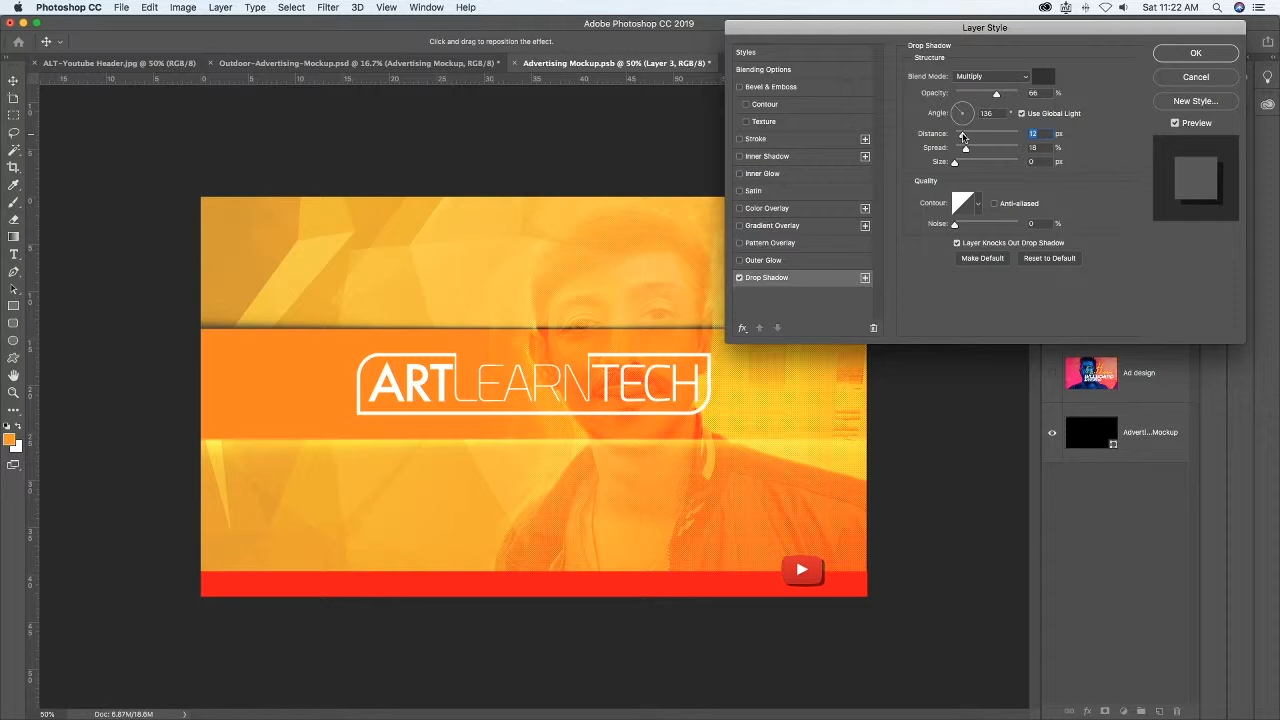 Photoshop CC File Edit Image Layer Type Select Filter 3D View Window Help
Sat 11:22 AM
Adobe Photoshop CC 2019
Click and drag to reposition the effect.
ALT-Youtube Header.jpg @ 50% (RGB/8)
Outdoor-Advertising-Mockup.psd @ 16.7% (Advertising Mockup, RGB/8) *
Advertising Mockup.psb @ 50% (Layer 3, RGB/8) *
Layer Style
Styles
Blending Options
Bevel & Emboss
Contour
Texture
Stroke
Inner Shadow
Inner Glow
Satin
Color Overlay
Gradient Overlay
Pattern Overlay
Outer Glow
Drop Shadow
fx
Drop Shadow
Structure
Blend Mode: Multiply
Opacity: 66 %
Angle: 136 ° Use Global Light
Distance: 12 px
Spread: 18 %
Size: 0 px
Quality
Contour: Anti-aliased
Noise: 0 %
Layer Knocks Out Drop Shadow
Make Default Reset to Default
OK
Cancel
New Style...
Preview
ARTLEARNTECH
Ad design
Adverti...Mockup
50% Doc: 6.87M/18.6M